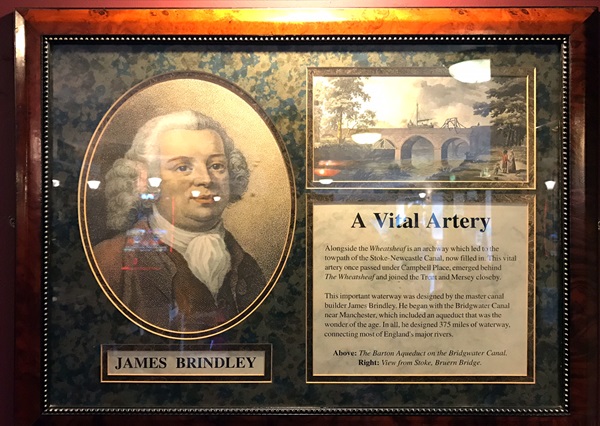 A Vital Artery
Alongside the Wheatsheaf is an archway which led to the
towpath of the Stoke-Newcastle Canal, now filled in. This vital
artery once passed under Campbell Place, emerged behind
The Wheatsheaf and joined the Trent and Mersey closeby.
This important waterway was designed by the master canal
builder James Brindley. He began with the Bridgwater Canal
near Manchester, which included an aqueduct that was the
wonder of the age. In all, he designed 375 miles of waterway,
connecting most of England's major rivers.
Above: The Barton Aqueduct on the Bridgwater Canal.
Right: View from Stoke, Bruern Bridge.
JAMES BRINDLEY